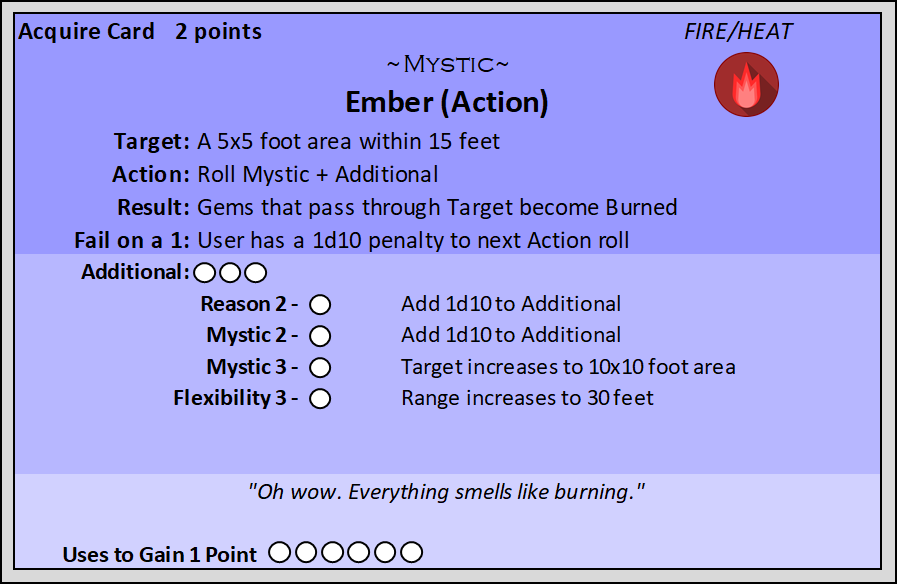 Acquire Card 2 points FIRE/HEAT
~Mystic~
Ember (Action)
Target: A 5x5 foot area within 15 feet
Action: Roll Mystic + Additional
Result: Gems that pass through Target become Burned
Fail on a 1: User has a 1d10 penalty to next Action roll
Additional:
Reason 2 - Add 1d10 to Additional
Mystic 2 - Add 1d10 to Additional
Mystic 3 - Target increases to 10x10 foot area
Flexibility 3 - Range increases to 30 feet
"Oh wow. Everything smells like burning."
Uses to Gain 1 Point